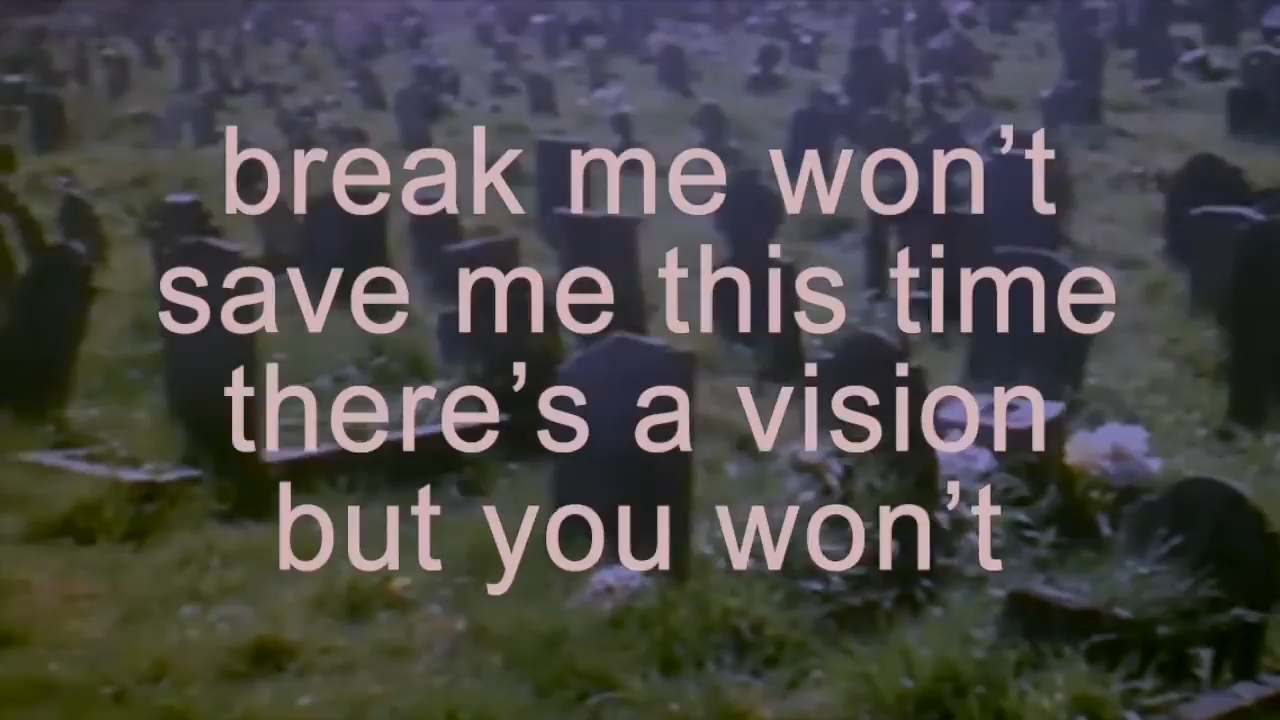 break me won’t
save me this time
there’s a vision
but you won’t